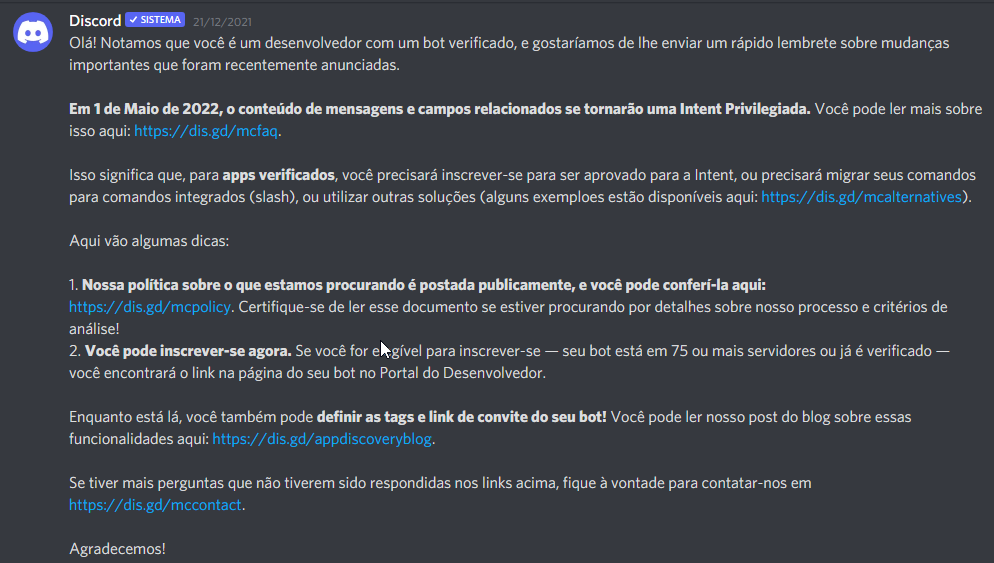 Discord ✓ SISTEMA 21/12/2021
Olá! Notamos que você é um desenvolvedor com um bot verificado, e gostaríamos de lhe enviar um rápido lembrete sobre mudanças
importantes que foram recentemente anunciadas.
Em 1 de Maio de 2022, o conteúdo de mensagens e campos relacionados se tornarão uma Intent Privilegiada. Você pode ler mais sobre
isso aqui: https://dis.gd/mcfaq.
Isso significa que, para apps verificados, você precisará inscrever-se para ser aprovado para a Intent, ou precisará migrar seus comandos
para comandos integrados (slash), ou utilizar outras soluções (alguns exemploes estão disponíveis aqui: https://dis.gd/mcalternatives).
Aqui vão algumas dicas:
1. Nossa política sobre o que estamos procurando é postada publicamente, e você pode conferí-la aqui:
https://dis.gd/mcpolicy. Certifique-se de ler esse documento se estiver procurando por detalhes sobre nosso processo e critérios de
análise!
2. Você pode inscrever-se agora. Se você for elegível para inscrever-se — seu bot está em 75 ou mais servidores ou já é verificado —
você encontrará o link na página do seu bot no Portal do Desenvolvedor.
Enquanto está lá, você também pode definir as tags e link de convite do seu bot! Você pode ler nosso post do blog sobre essas
funcionalidades aqui: https://dis.gd/appdiscoveryblog.
Se tiver mais perguntas que não tiverem sido respondidas nos links acima, fique à vontade para contatar-nos em
https://dis.gd/mccontact.
Agradecemos!